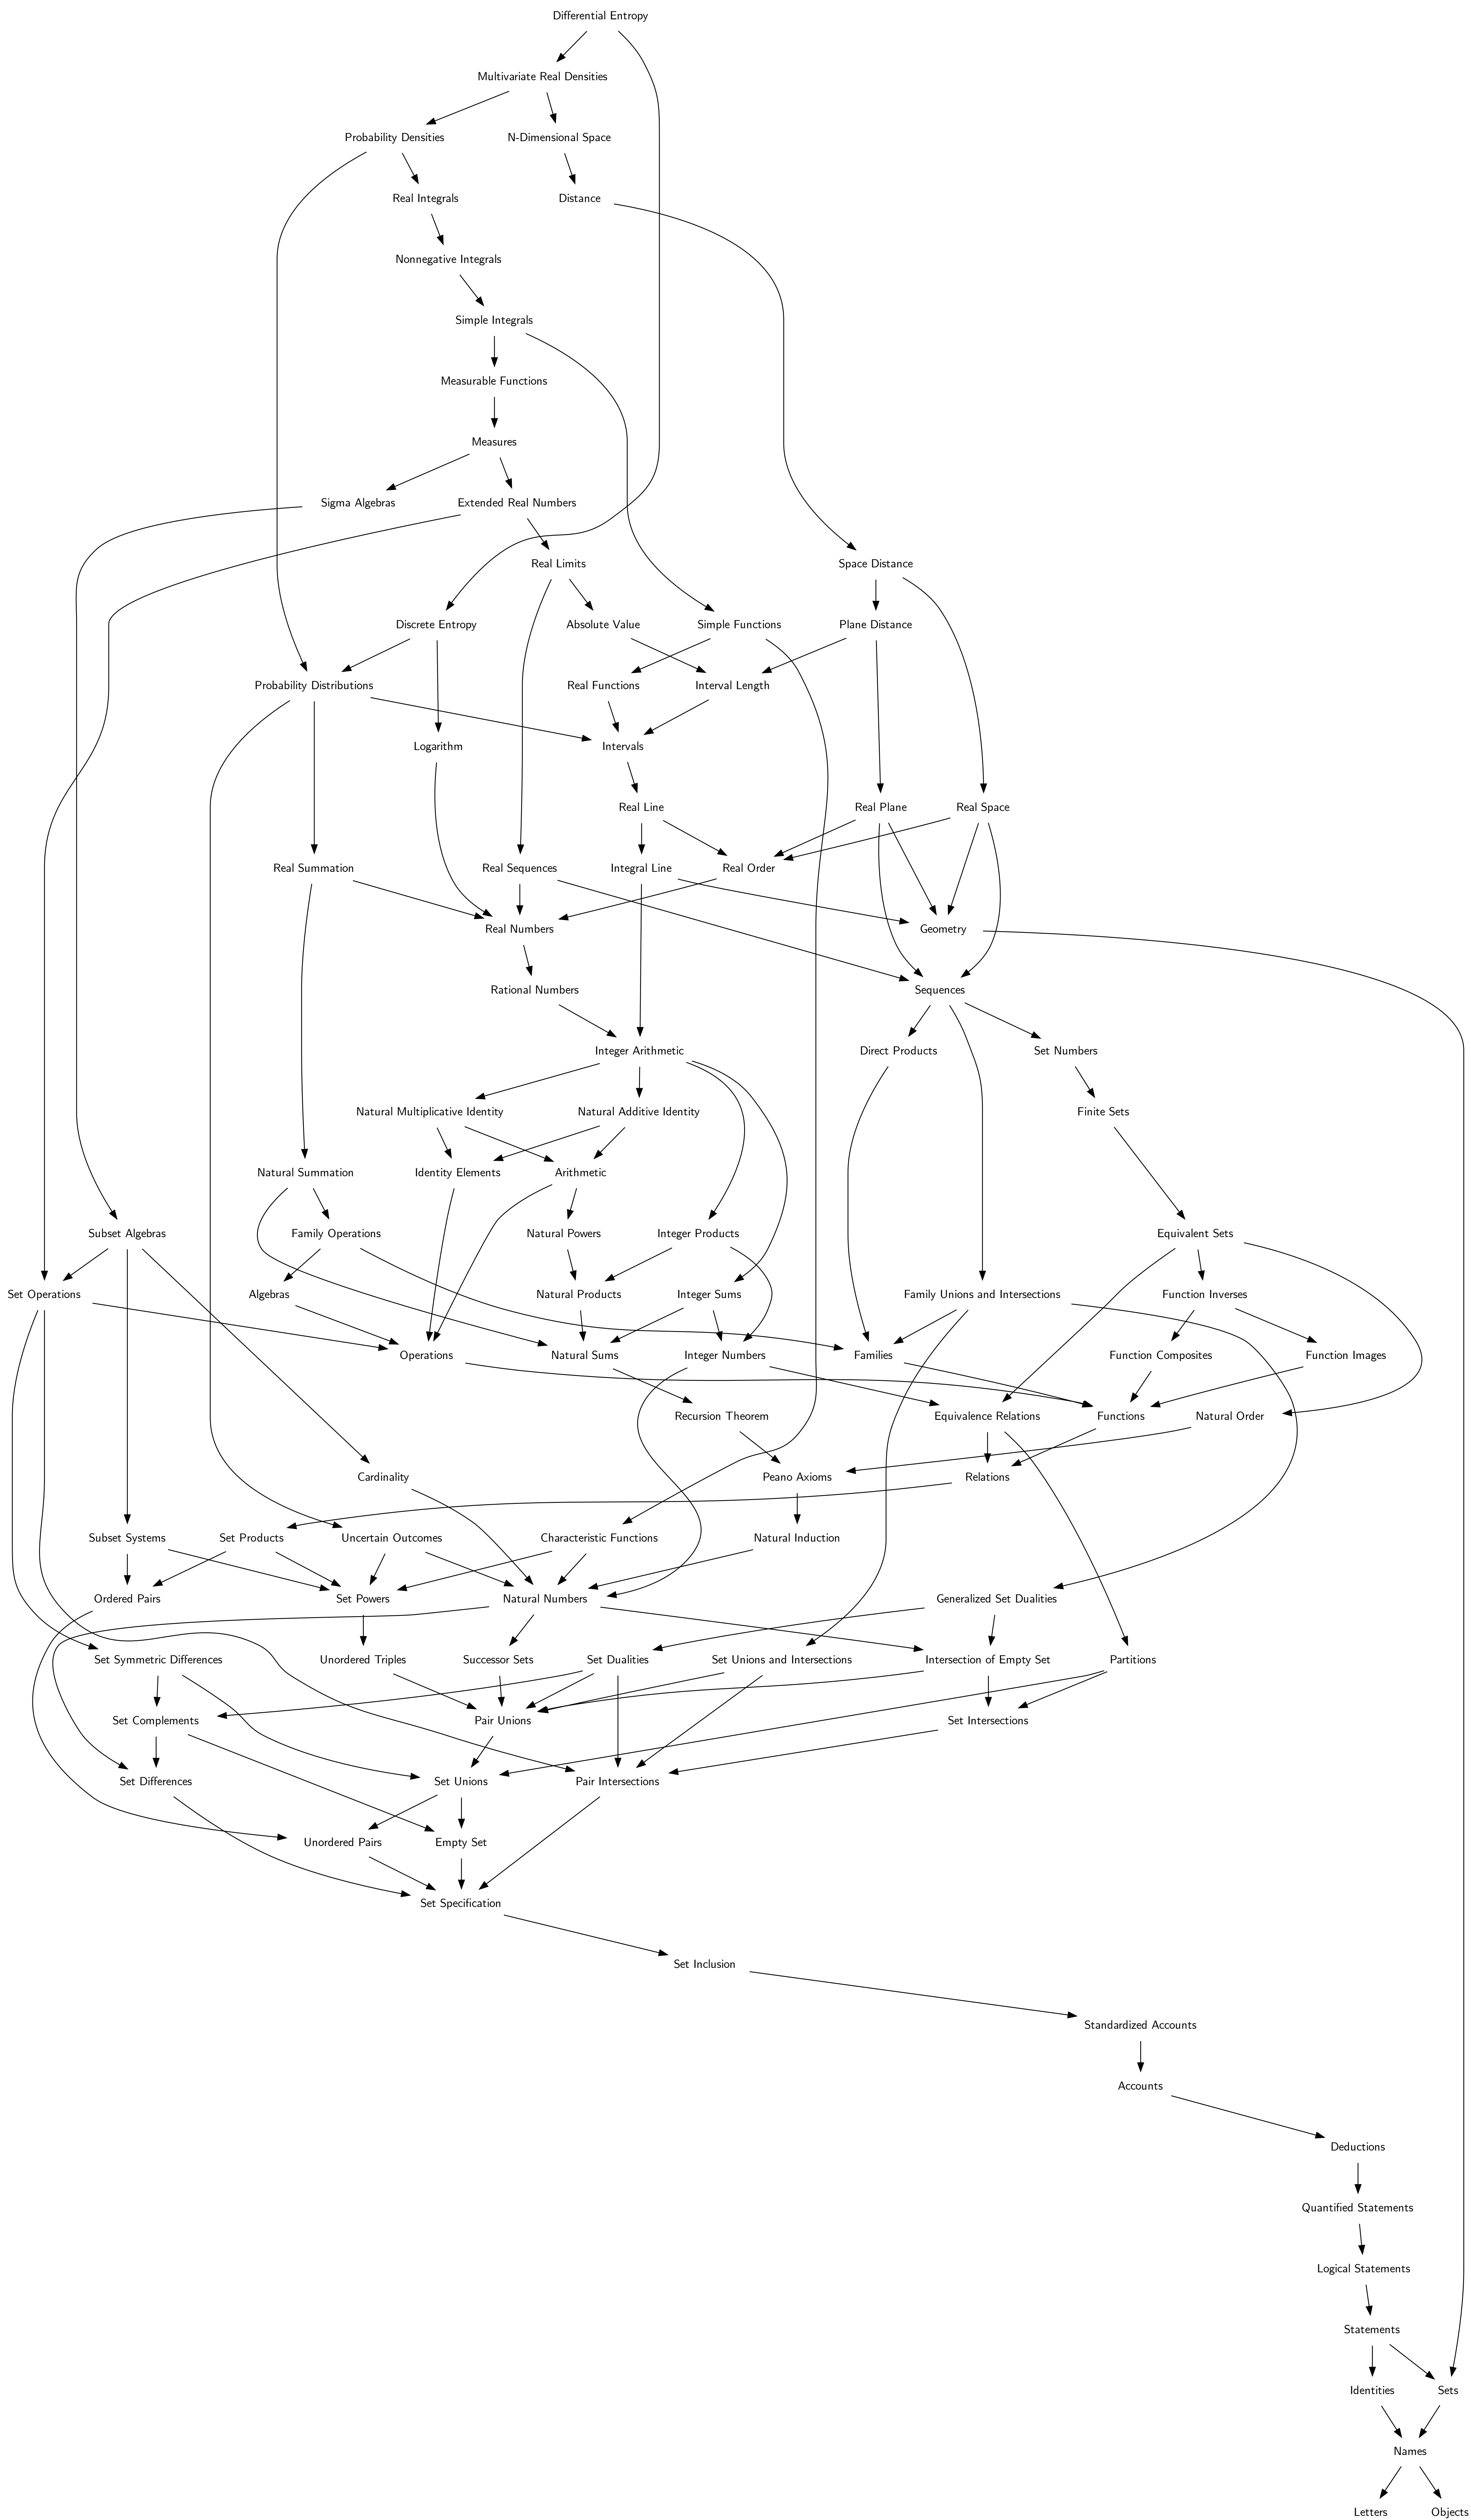 Differential Entropy
Multivariate Real Densities
Probability Densities
N-Dimensional Space
Real Integrals
Distance
Nonnegative Integrals
Simple Integrals
Measurable Functions
Measures
Sigma Algebras
Extended Real Numbers
Real Limits
Space Distance
Discrete Entropy
Absolute Value
Simple Functions
Plane Distance
Probability Distributions
Real Functions
Interval Length
Logarithm
Intervals
Real Line
Real Plane
Real Space
Real Summation
Real Sequences
Integral Line
Real Order
Real Numbers
Geometry
Rational Numbers
Sequences
Integer Arithmetic
Direct Products
Set Numbers
Natural Multiplicative Identity
Natural Additive Identity
Finite Sets
Natural Summation
Identity Elements
Arithmetic
Subset Algebras
Family Operations
Natural Powers
Integer Products
Equivalent Sets
Set Operations
Algebras
Natural Products
Integer Sums
Family Unions and Intersections
Function Inverses
Operations
Natural Sums
Integer Numbers
Families
Function Composites
Function Images
Recursion Theorem
Equivalence Relations
Functions
Natural Order
Cardinality
Peano Axioms
Relations
Subset Systems
Set Products
Uncertain Outcomes
Characteristic Functions
Natural Induction
Ordered Pairs
Set Powers
Natural Numbers
Generalized Set Dualities
Set Symmetric Differences
Unordered Triples
Successor Sets
Set Dualities
Set Unions and Intersections
Intersection of Empty Set
Partitions
Set Complements
Pair Unions
Set Intersections
Set Differences
Set Unions
Pair Intersections
Unordered Pairs
Empty Set
Set Specification
Set Inclusion
Standardized Accounts
Accounts
Deductions
Quantified Statements
Logical Statements
Statements
Identities
Sets
Names
Letters
Objects